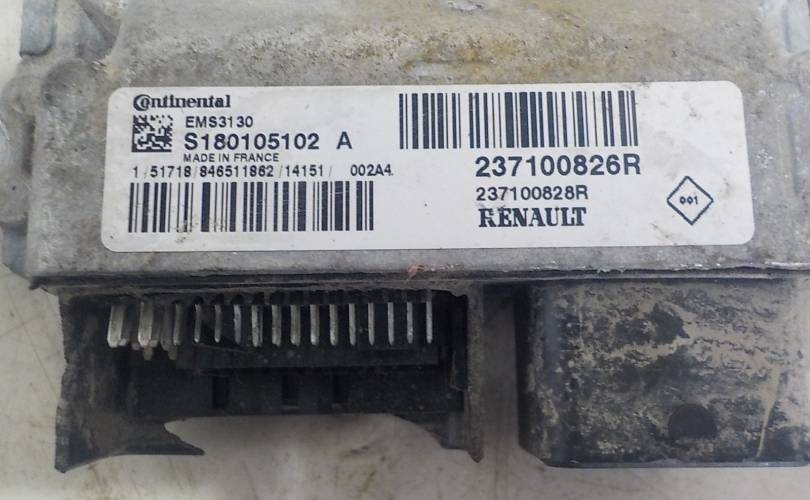 Continental
EMS3130
S180105102 A
MADE IN FRANCE
1 /51718 /846511862 /14151/ 002A4
237100826R
237100828R
RENAULT
001